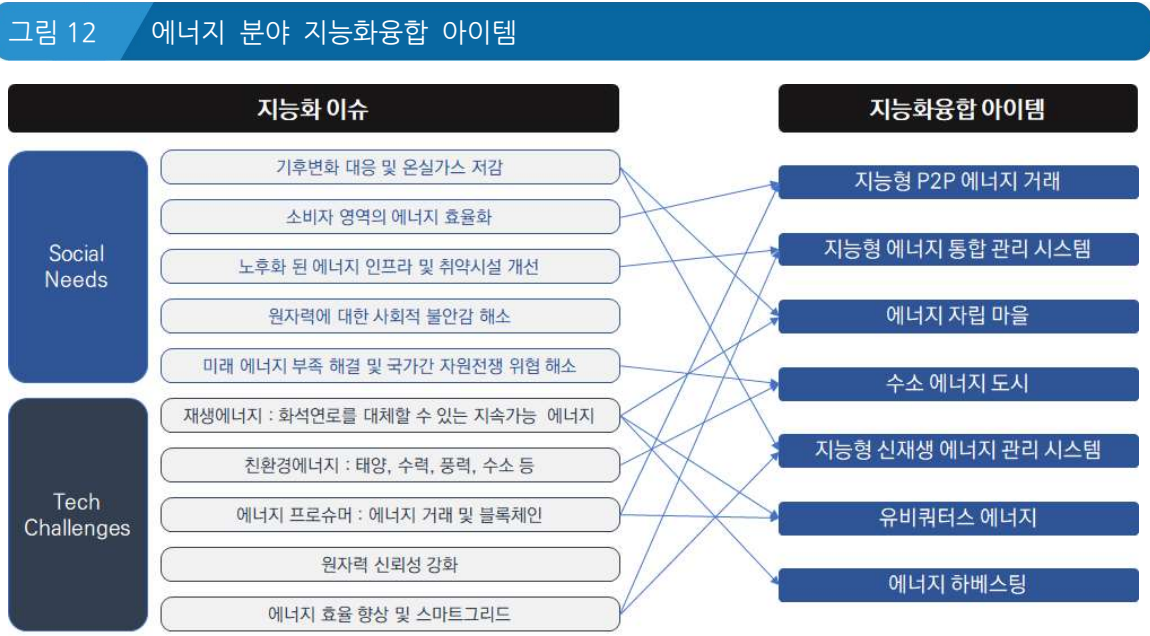 그림 12 에너지 분야 지능화융합 아이템
지능화 이슈
지능화융합 아이템
Social
Needs
기후변화 대응 및 온실가스 저감
소비자 영역의 에너지 효율화
노후화 된 에너지 인프라 및 취약시설 개선
원자력에 대한 사회적 불안감 해소
미래 에너지 부족 해결 및 국가간 자원전쟁 위협 해소
Tech
Challenges
재생에너지 : 화석연로를 대체할 수 있는 지속가능 에너지
친환경에너지 : 태양, 수력, 풍력, 수소 등
에너지 프로슈머 : 에너지 거래 및 블록체인
원자력 신뢰성 강화
에너지 효율 향상 및 스마트그리드
지능형 P2P 에너지 거래
지능형 에너지 통합 관리 시스템
에너지 자립 마을
수소 에너지 도시
지능형 신재생 에너지 관리 시스템
유비쿼터스 에너지
에너지 하베스팅